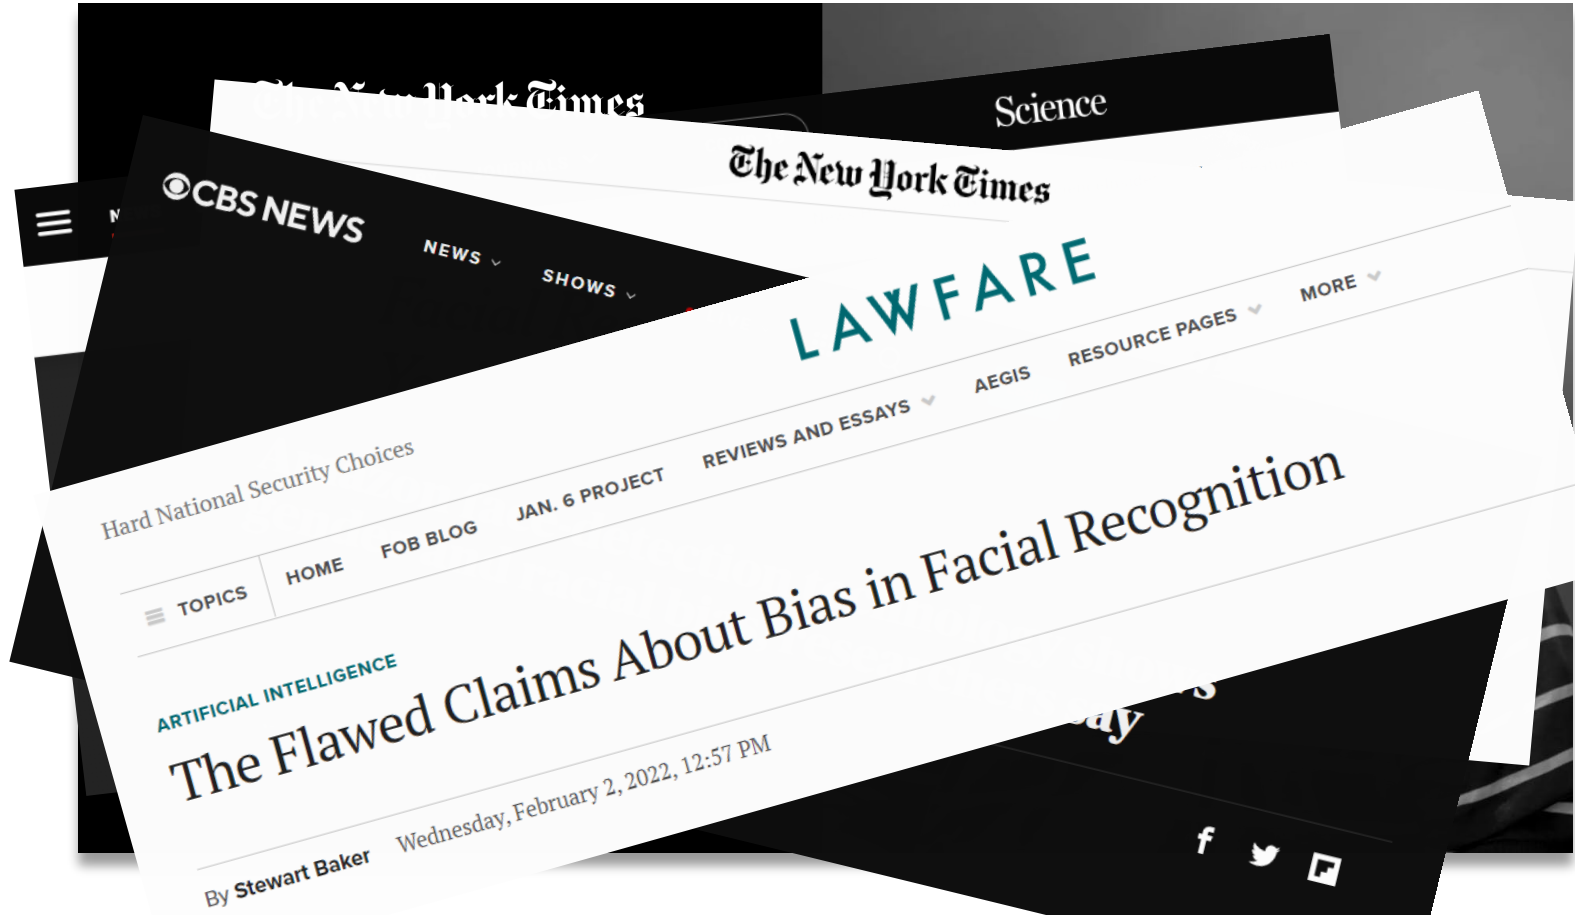 The New York Times
Science
The New York Times
CBS NEWS
NEWS
SHOWS
LAWFARE
Hard National Security Choices
TOPICS
HOME
FOB BLOG
JAN. 6 PROJECT
REVIEWS AND ESSAYS
AEGIS
RESOURCE PAGES
MORE
ARTIFICIAL INTELLIGENCE
The Flawed Claims About Bias in Facial Recognition
By Stewart Baker
Wednesday, February 2, 2022, 12:57 PM